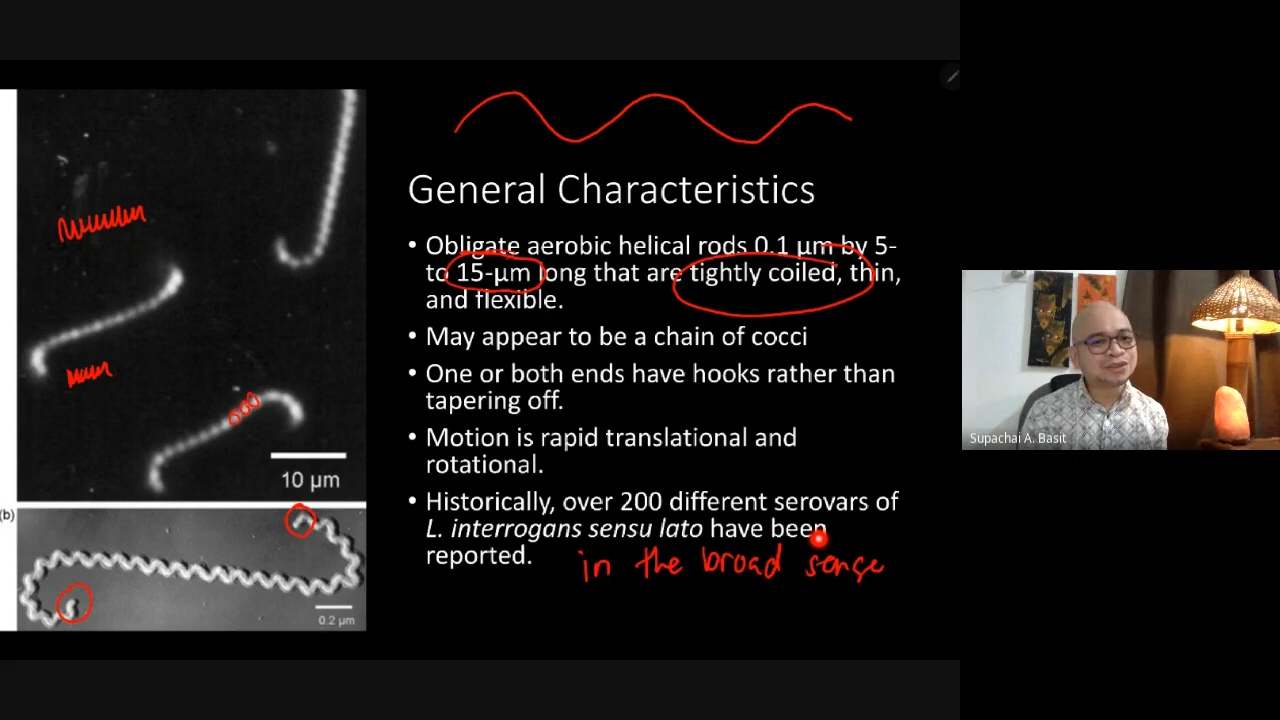 General Characteristics
• Obligate aerobic helical rods 0.1 µm by 5-
to 15-µm long that are tightly coiled, thin,
and flexible.
• May appear to be a chain of cocci
• One or both ends have hooks rather than
tapering off.
• Motion is rapid translational and
rotational.
• Historically, over 200 different serovars of
L. interrogans sensu lato have been
reported.
in the broad sense
10 µm
(b)
0.2 µm
Supachai A. Basit